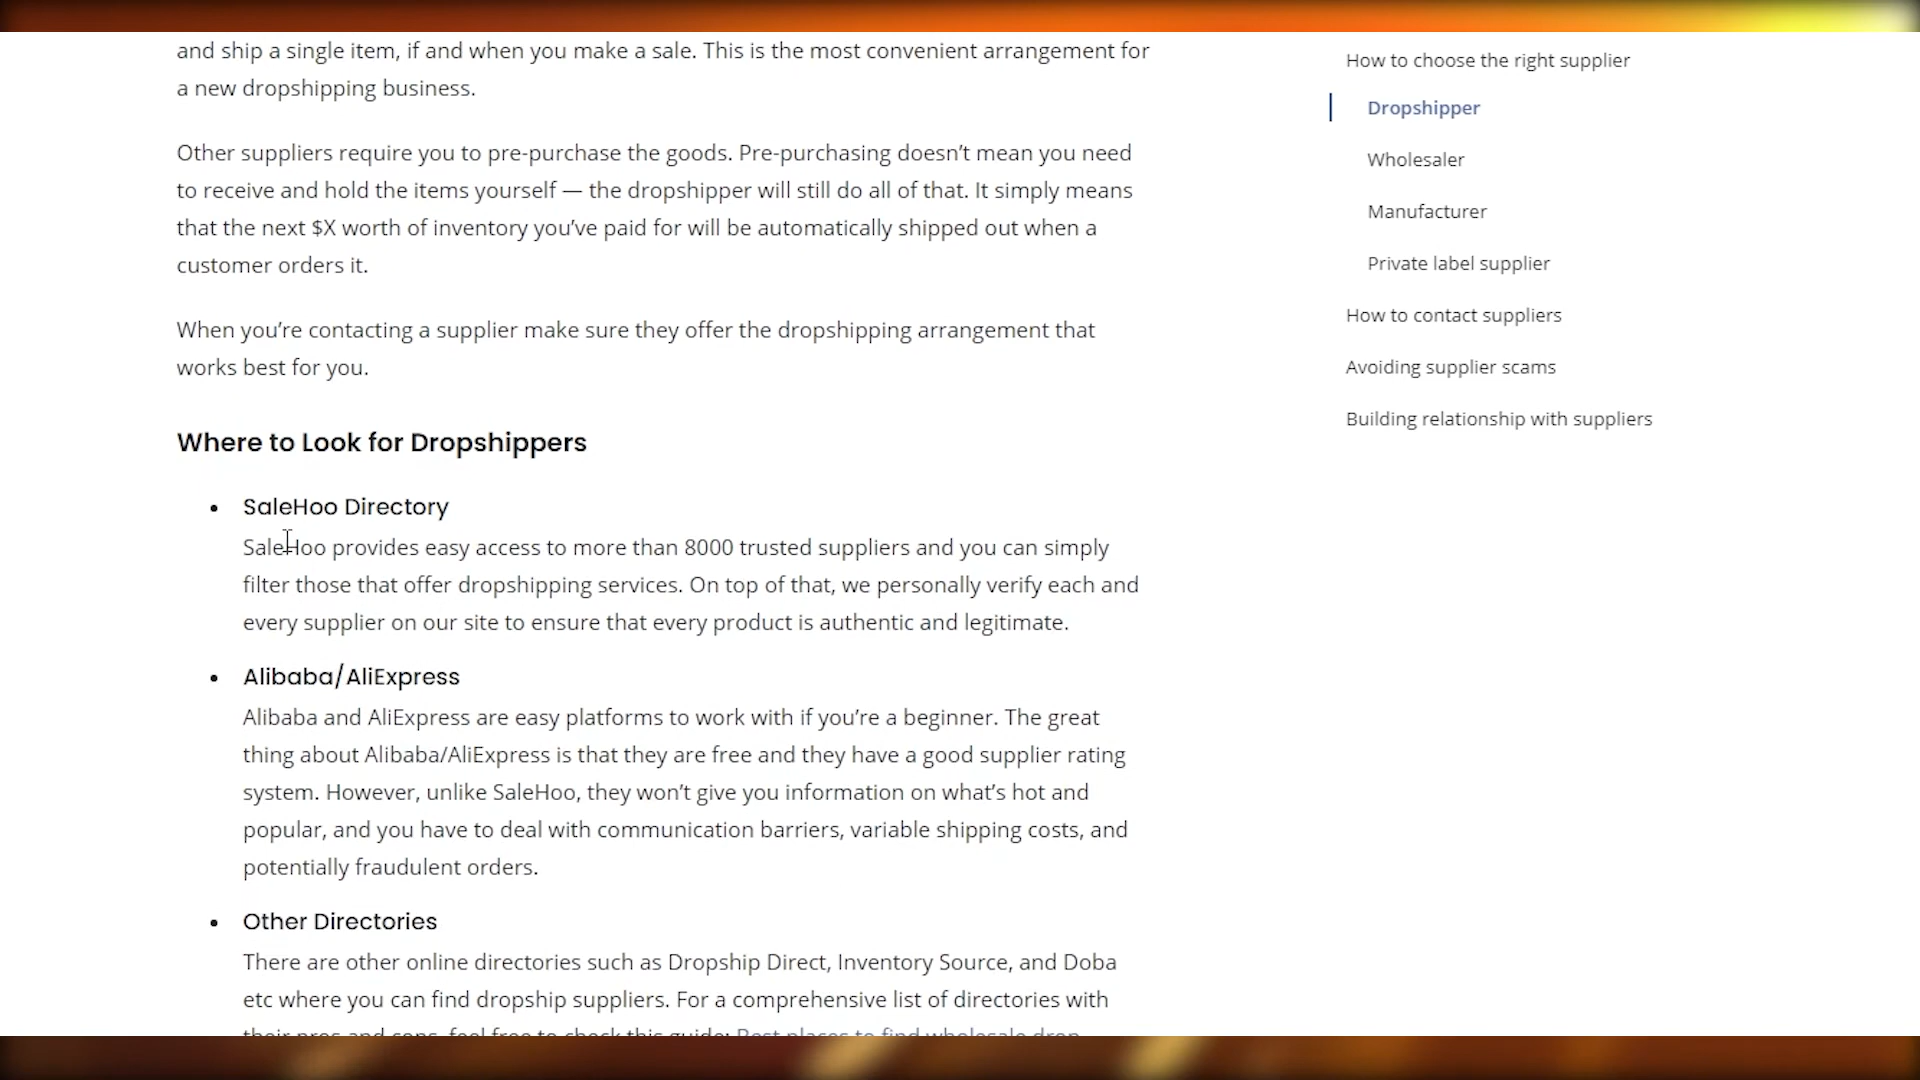 and ship a single item, if and when you make a sale. This is the most convenient arrangement for
a new dropshipping business.
Other suppliers require you to pre-purchase the goods. Pre-purchasing doesn’t mean you need
to receive and hold the items yourself — the dropshipper will still do all of that. It simply means
that the next $X worth of inventory you’ve paid for will be automatically shipped out when a
customer orders it.
When you’re contacting a supplier make sure they offer the dropshipping arrangement that
works best for you.
Where to Look for Dropshippers
• SaleHoo Directory
SaleHoo provides easy access to more than 8000 trusted suppliers and you can simply
filter those that offer dropshipping services. On top of that, we personally verify each and
every supplier on our site to ensure that every product is authentic and legitimate.
• Alibaba/AliExpress
Alibaba and AliExpress are easy platforms to work with if you’re a beginner. The great
thing about Alibaba/AliExpress is that they are free and they have a good supplier rating
system. However, unlike SaleHoo, they won’t give you information on what’s hot and
popular, and you have to deal with communication barriers, variable shipping costs, and
potentially fraudulent orders.
• Other Directories
There are other online directories such as Dropship Direct, Inventory Source, and Doba
etc where you can find dropship suppliers. For a comprehensive list of directories with
their pros and cons, feel free to check this guide: Best places to find wholesale drop
How to choose the right supplier
Dropshipper
Wholesaler
Manufacturer
Private label supplier
How to contact suppliers
Avoiding supplier scams
Building relationship with suppliers